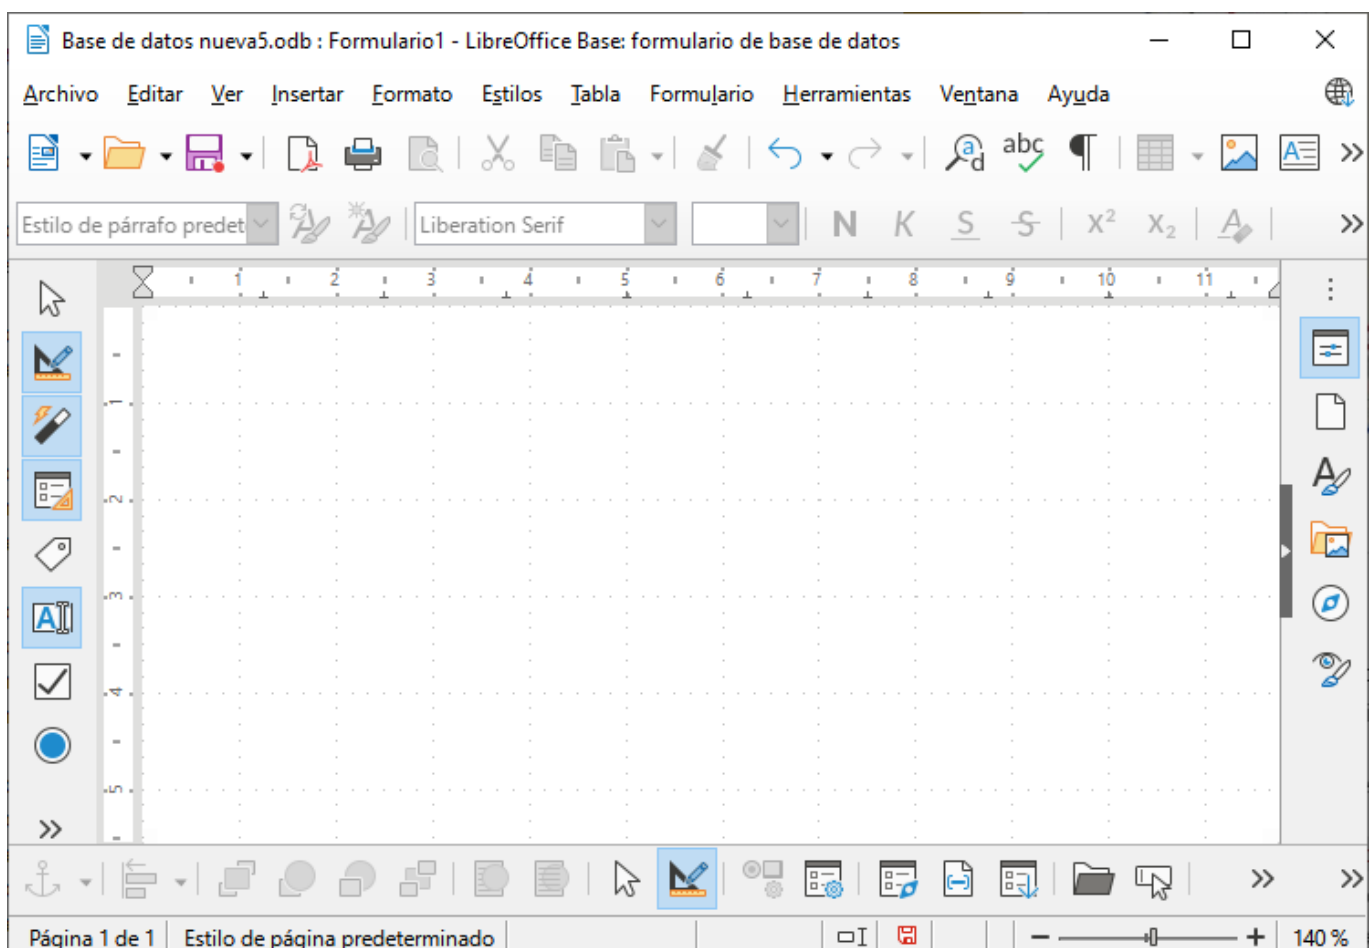 Base de datos nueva5.odb : Formulario1 - LibreOffice Base: formulario de base de datos
Archivo Editar Ver Insertar Formato Estilos Tabla Formulario Herramientas Ventana Ayuda
abc
Estilo de párrafo predet Liberation Serif N K S S X² X₂ A
1 2 3 4 5 6 7 8 9 10 11
1
2
3
4
5
Página 1 de 1 Estilo de página predeterminado 140 %